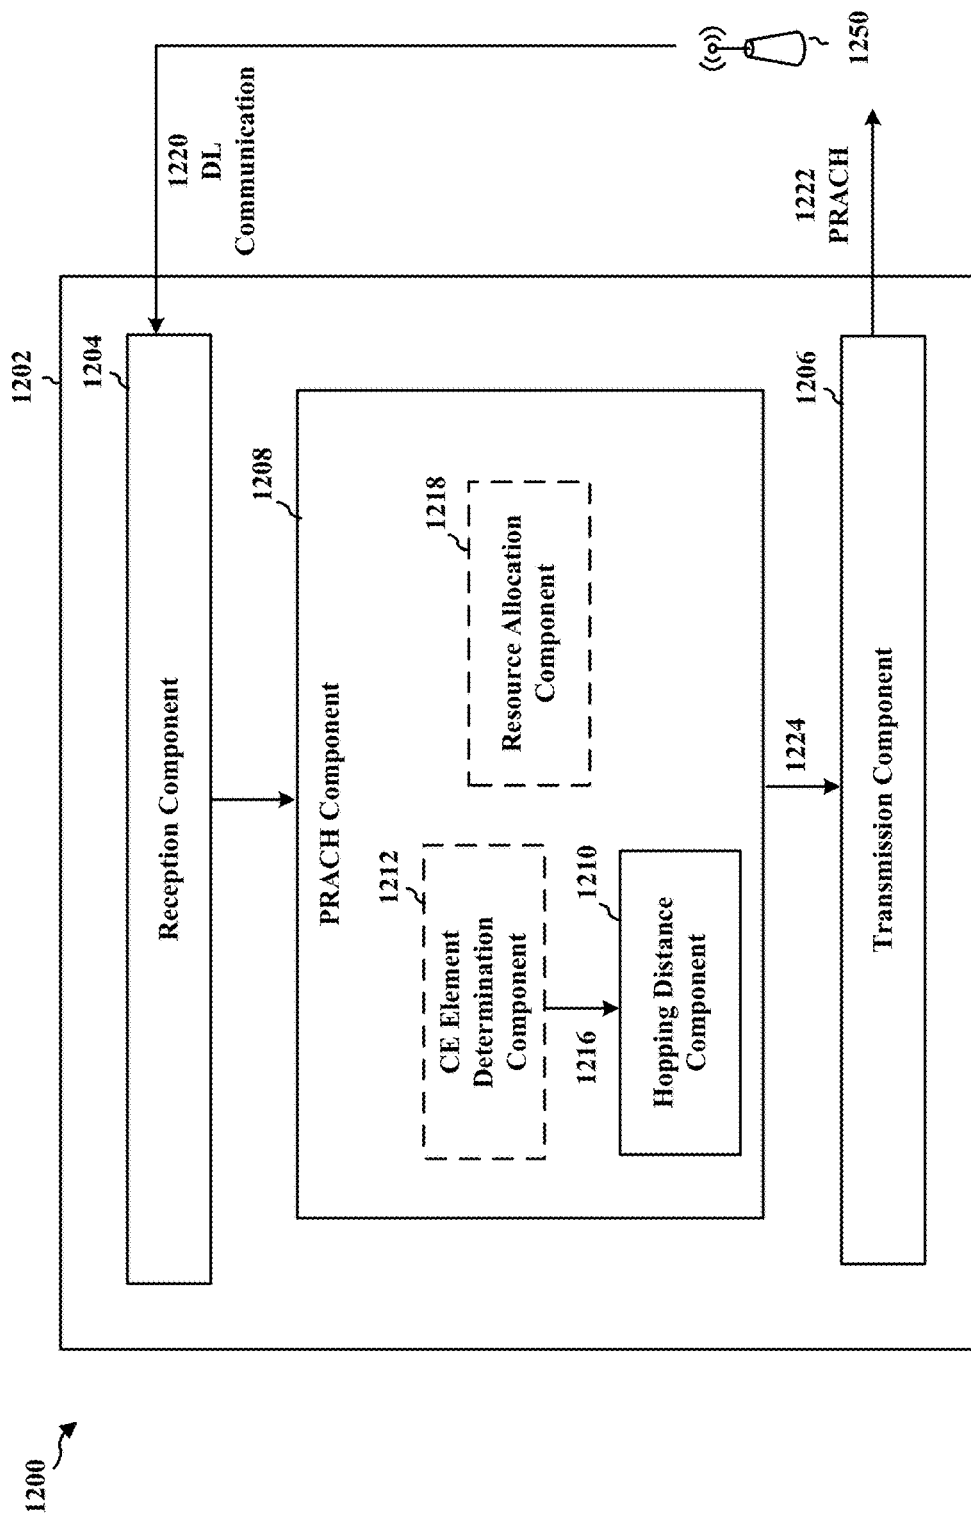 1200
1202
1204
Reception Component
1220
DL
Communication
1250
1208
PRACH Component
1212
CE Element
Determination
Component
1218
Resource Allocation
Component
1216
1210
Hopping Distance
Component
1224
1206
Transmission Component
1222
PRACH